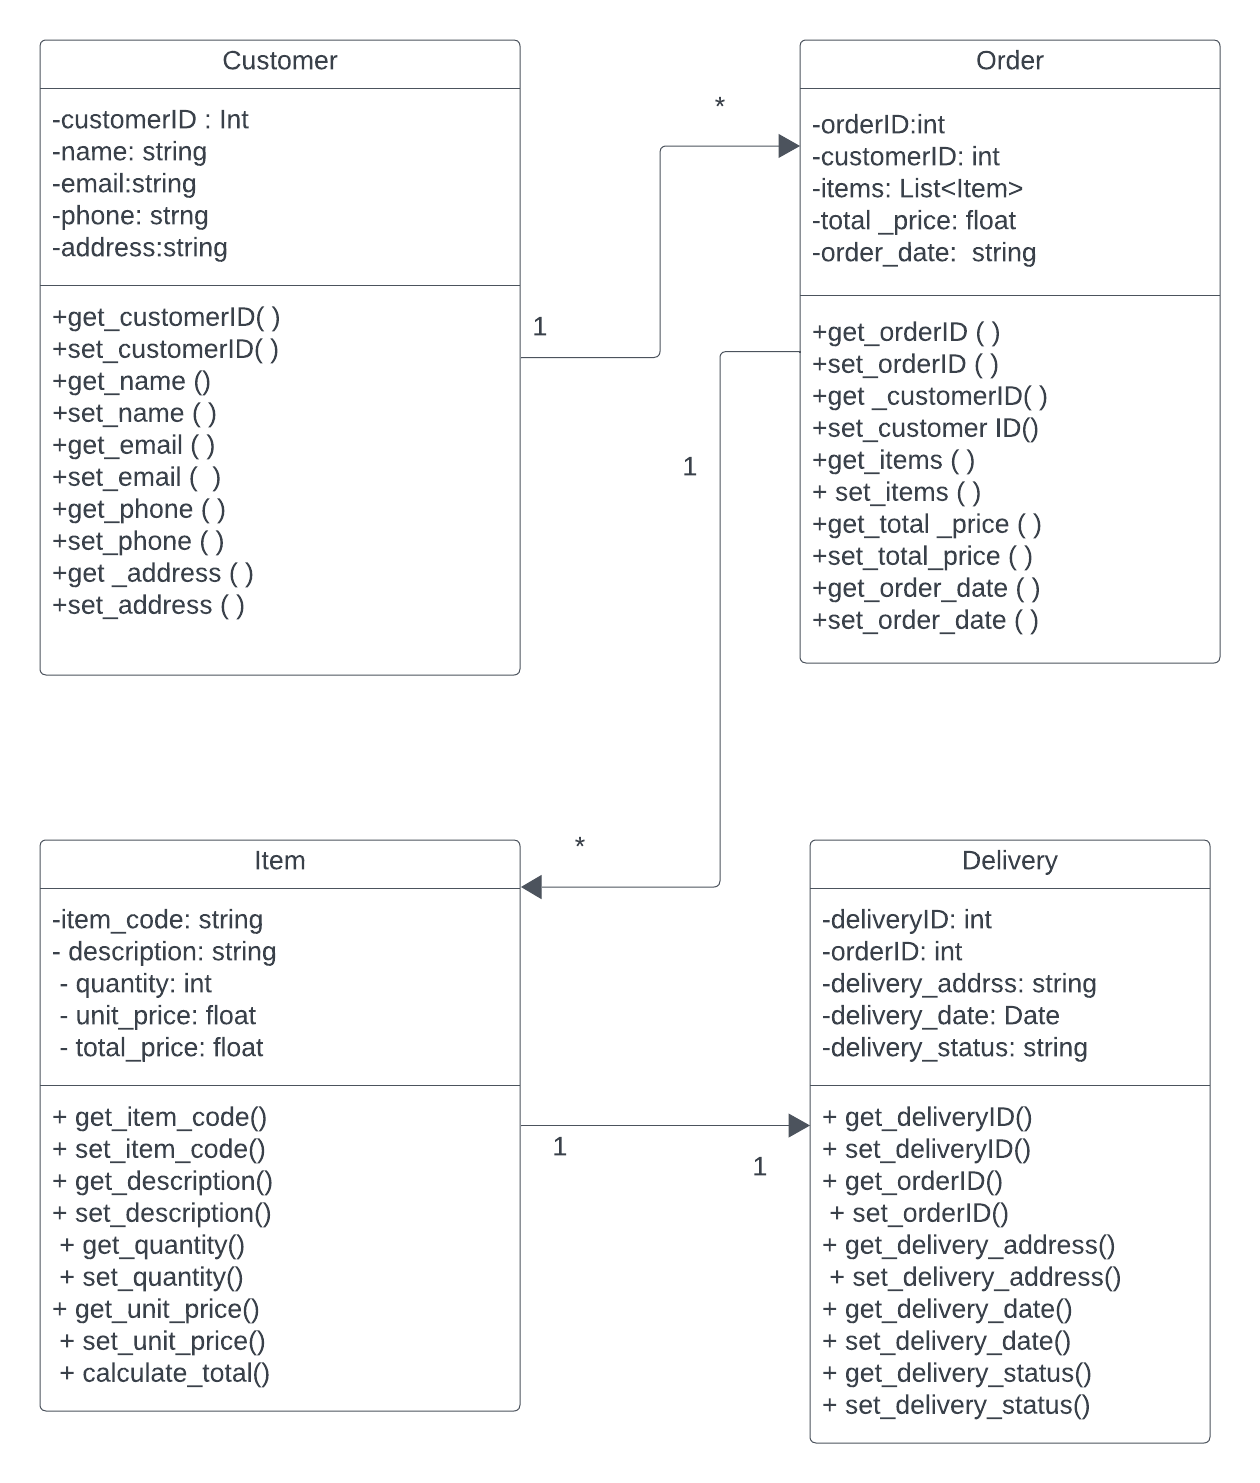 Customer
-customerID : Int
-name: string
-email:string
-phone: strng
-address:string
+get_customerID( )
+set_customerID( )
+get_name ()
+set_name ( )
+get_email ( )
+set_email (  )
+get_phone ( )
+set_phone ( )
+get _address ( )
+set_address ( )
1
*
Order
-orderID:int
-customerID: int
-items: List<Item>
-total _price: float
-order_date:  string
+get_orderID ( )
+set_orderID ( )
+get _customerID( )
+set_customer ID()
+get_items ( )
+ set_items ( )
+get_total _price ( )
+set_total_price ( )
+get_order_date ( )
+set_order_date ( )
1
*
Item
-item_code: string
- description: string
- quantity: int
- unit_price: float
- total_price: float
+ get_item_code()
+ set_item_code()
+ get_description()
+ set_description()
+ get_quantity()
+ set_quantity()
+ get_unit_price()
+ set_unit_price()
+ calculate_total()
1
1
Delivery
-deliveryID: int
-orderID: int
-delivery_addrss: string
-delivery_date: Date
-delivery_status: string
+ get_deliveryID()
+ set_deliveryID()
+ get_orderID()
+ set_orderID()
+ get_delivery_address()
+ set_delivery_address()
+ get_delivery_date()
+ set_delivery_date()
+ get_delivery_status()
+ set_delivery_status()